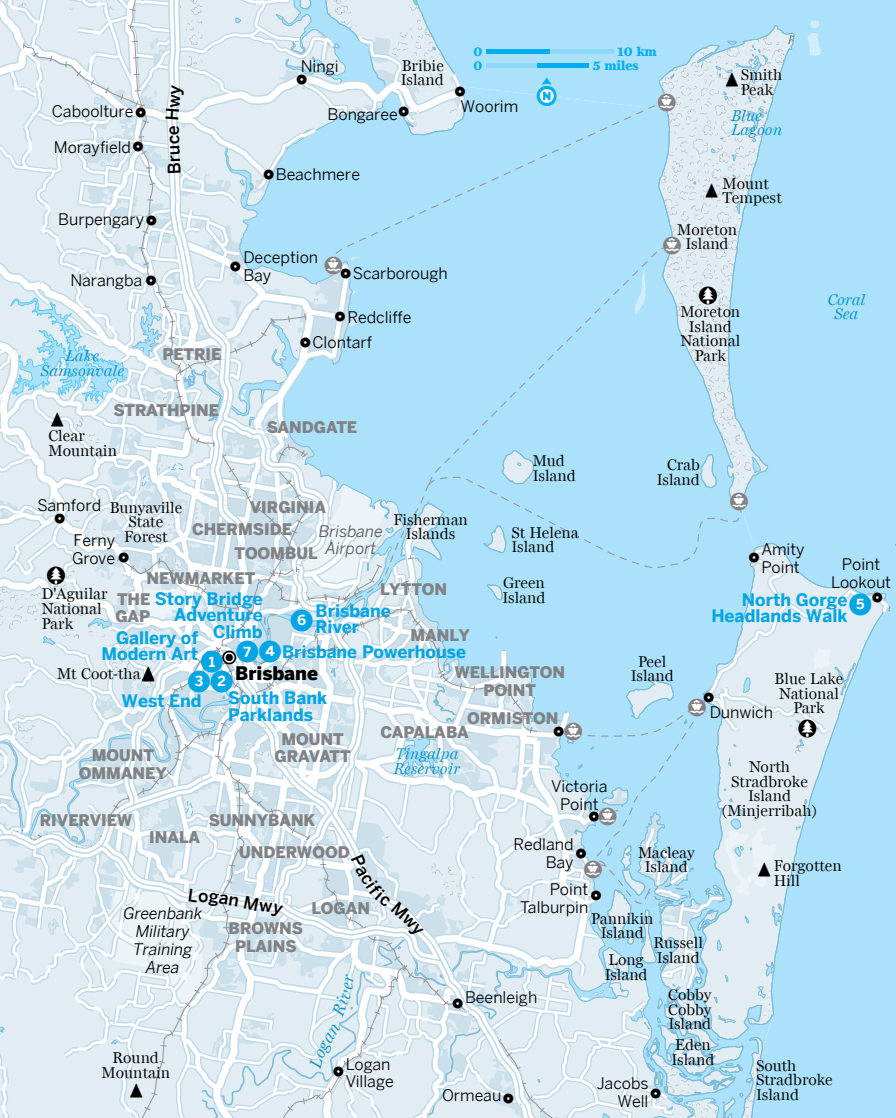 0 10 km
0 5 miles
N
Ningi
Bribie
Island
Woorim
Bongaree
Smith
Peak
Blue
Lagoon
Caboolture
Morayfield
Bruce Hwy
Beachmere
Mount
Tempest
Burpengary
Moreton
Island
Deception
Bay
Scarborough
Narangba
Redcliffe
Clontarf
Moreton
Island
National
Park
Coral
Sea
PETRIE
Lake
Samsonvale
STRATHPINE
SANDGATE
Clear
Mountain
Mud
Island
Crab
Island
Samford
Bunyaville
State
Forest
VIRGINIA
CHERMSIDE
TOOMBUL
Brisbane
Airport
Fisherman
Islands
St Helena
Island
Ferny
Grove
Amity
Point
Point
Lookout
D'Aguilar
National
Park
NEWMARKET
THE
GAP
LYTTON
Green
Island
Story Bridge
Adventure
Climb
6 Brisbane
River
North Gorge
Headlands Walk
5
Gallery of
Modern Art
1
7
4
Brisbane Powerhouse
MANLY
Mt Coot-tha
Brisbane
3
2
West End
South Bank
Parklands
WELLINGTON
POINT
Peel
Island
Blue Lake
National
Park
ORMISTON
Dunwich
CAPALABA
MOUNT
GRAVATT
Tingalpa
Reservoir
MOUNT
OMMANEY
North
Stradbroke
Island
(Minjerribah)
Victoria
Point
RIVERVIEW
SUNNYBANK
INALA
UNDERWOOD
Redland
Bay
Macleay
Island
Forgotten
Hill
Pacific Mwy
Logan Mwy
Point
Talburpin
LOGAN
Greenbank
Military
Training
Area
BROWNS
PLAINS
Pannikin
Island
Russell
Island
Long
Island
Logan River
Beenleigh
Cobby
Cobby
Island
Eden
Island
Round
Mountain
Logan
Village
Ormeau
Jacobs
Well
South
Stradbroke
Island